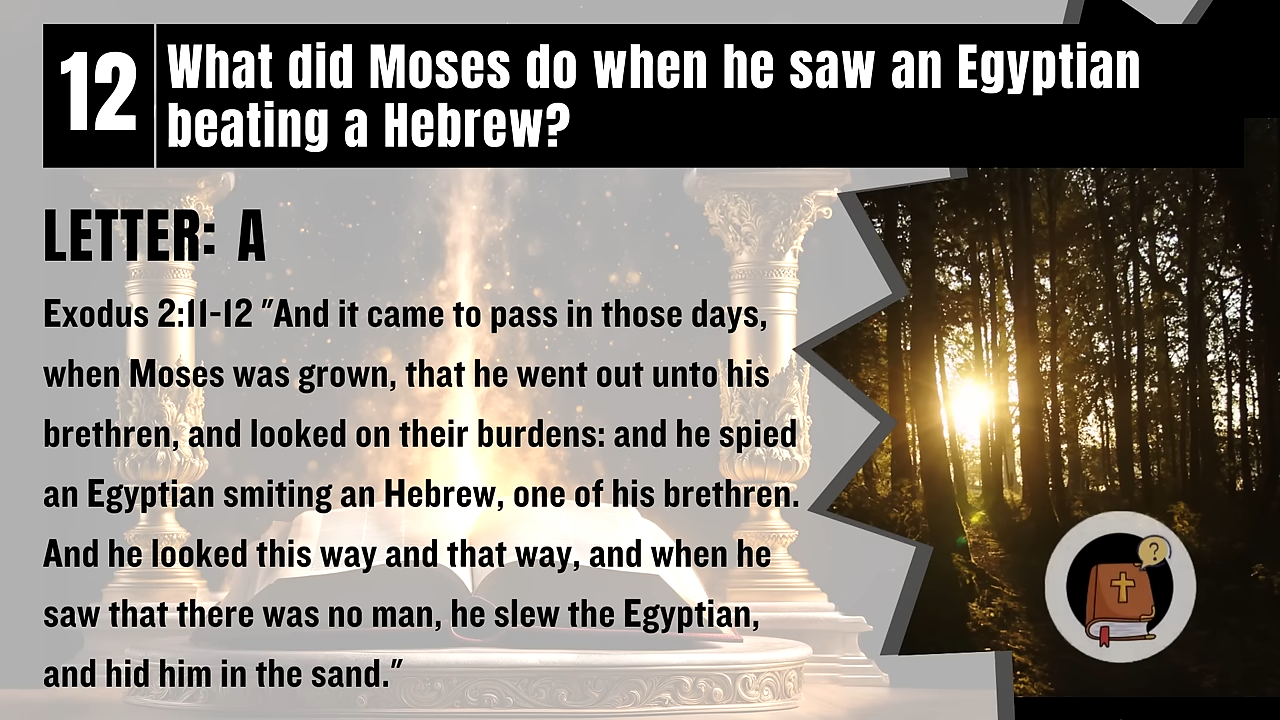 12
What did Moses do when he saw an Egyptian
beating a Hebrew?
LETTER: A
Exodus 2:11-12 "And it came to pass in those days,
when Moses was grown, that he went out unto his
brethren, and looked on their burdens: and he spied
an Egyptian smiting an Hebrew, one of his brethren.
And he looked this way and that way, and when he
saw that there was no man, he slew the Egyptian,
and hid him in the sand."
?